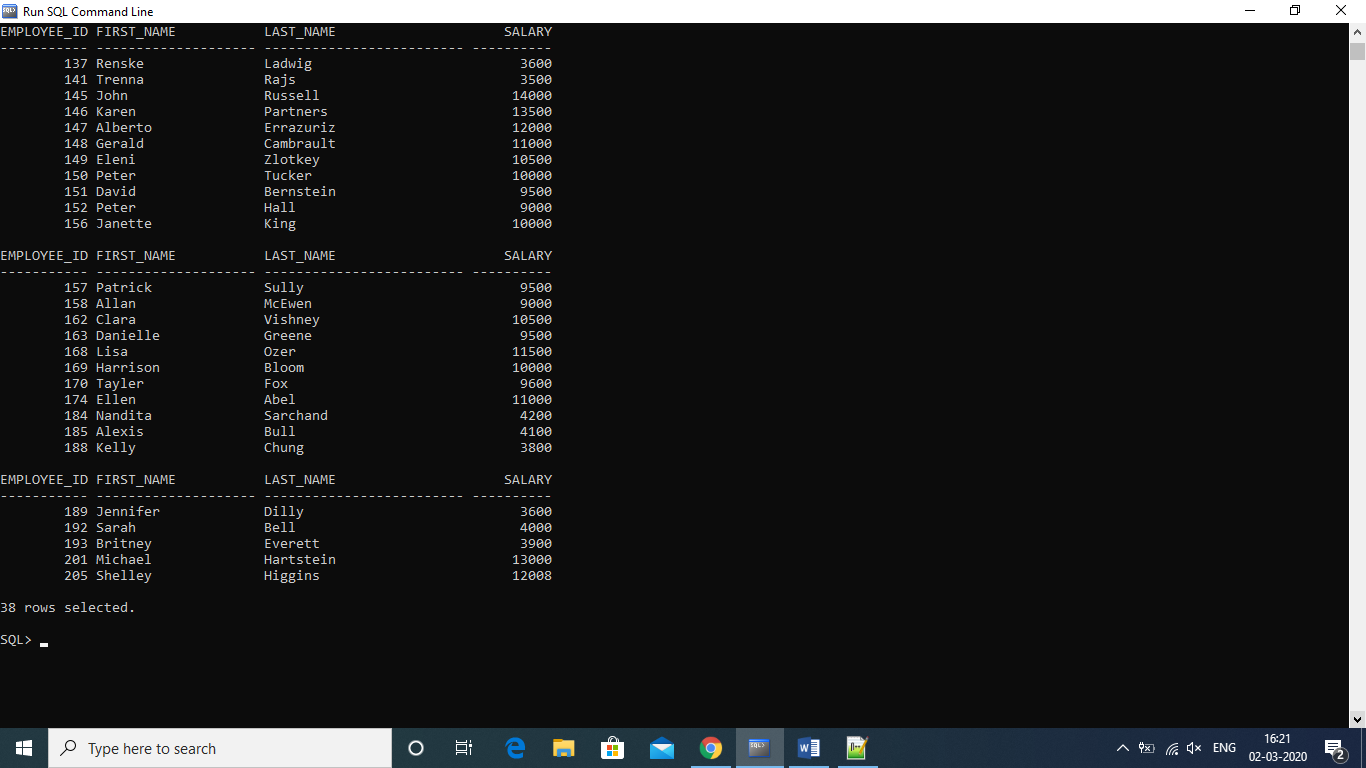 Run SQL Command Line
EMPLOYEE_ID FIRST_NAME           LAST_NAME                     SALARY
----------- -------------------- ------------------------- ----------
        137 Renske               Ladwig                          3600
        141 Trenna               Rajs                            3500
        145 John                 Russell                        14000
        146 Karen                Partners                       13500
        147 Alberto              Errazuriz                      12000
        148 Gerald               Cambrault                      11000
        149 Eleni                Zlotkey                        10500
        150 Peter                Tucker                         10000
        151 David                Bernstein                       9500
        152 Peter                Hall                            9000
        156 Janette              King                           10000
EMPLOYEE_ID FIRST_NAME           LAST_NAME                     SALARY
----------- -------------------- ------------------------- ----------
        157 Patrick              Sully                           9500
        158 Allan                McEwen                          9000
        162 Clara                Vishney                        10500
        163 Danielle             Greene                          9500
        168 Lisa                 Ozer                           11500
        169 Harrison             Bloom                          10000
        170 Tayler               Fox                             9600
        174 Ellen                Abel                           11000
        184 Nandita              Sarchand                        4200
        185 Alexis               Bull                            4100
        188 Kelly                Chung                           3800
EMPLOYEE_ID FIRST_NAME           LAST_NAME                     SALARY
----------- -------------------- ------------------------- ----------
        189 Jennifer             Dilly                           3600
        192 Sarah                Bell                            4000
        193 Britney              Everett                         3900
        201 Michael              Hartstein                      13000
        205 Shelley              Higgins                        12008
38 rows selected.
SQL> _
Type here to search
ENG
16:21
02-03-2020
2